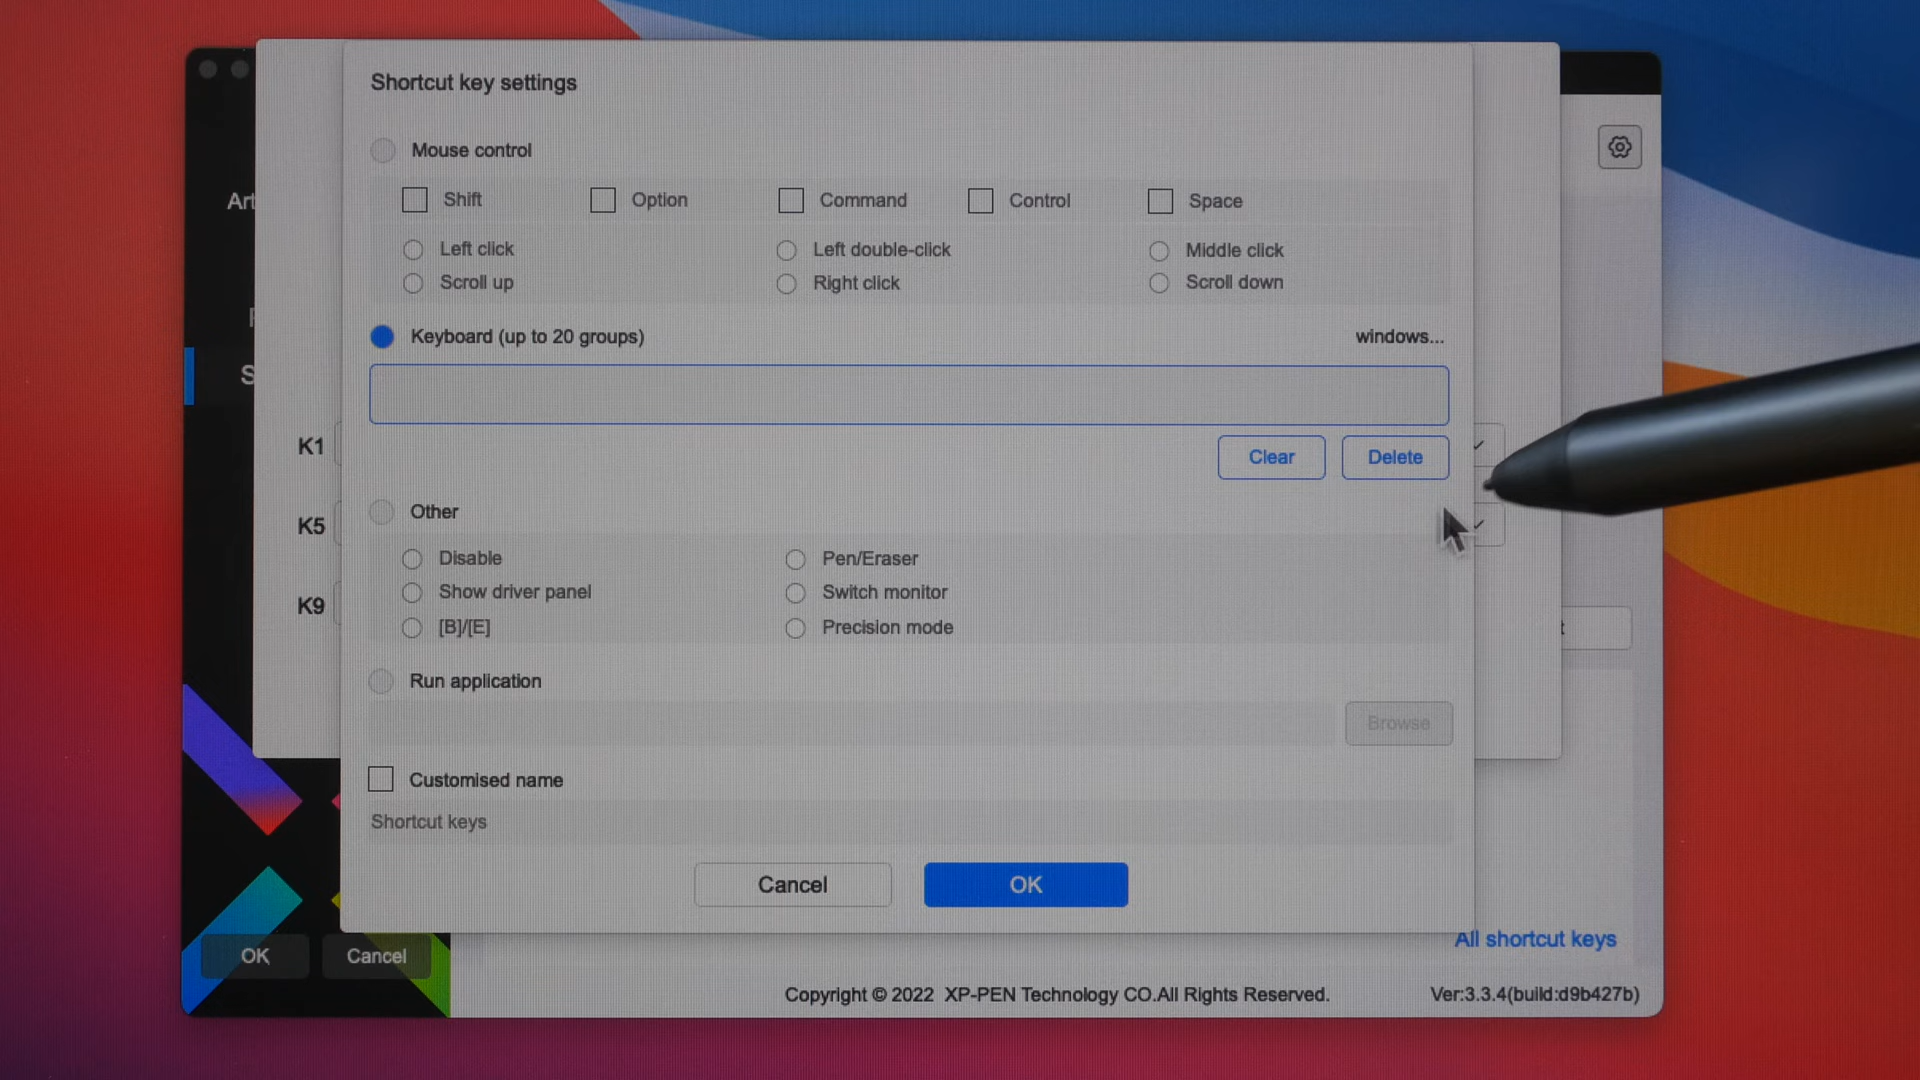 Shortcut key settings
Mouse control
Art
Shift Option Command Control Space
Left click Left double-click Middle click
Scroll up Right click Scroll down
Keyboard (up to 20 groups) windows...
S
K1
Clear Delete
Other
K5
Disable Pen/Eraser
Show driver panel Switch monitor
K9
[B]/[E] Precision mode
Run application
Browse
Customised name
Shortcut keys
Cancel OK
All shortcut keys
OK Cancel
Copyright © 2022 XP-PEN Technology CO.All Rights Reserved. Ver:3.3.4(build:d9b427b)